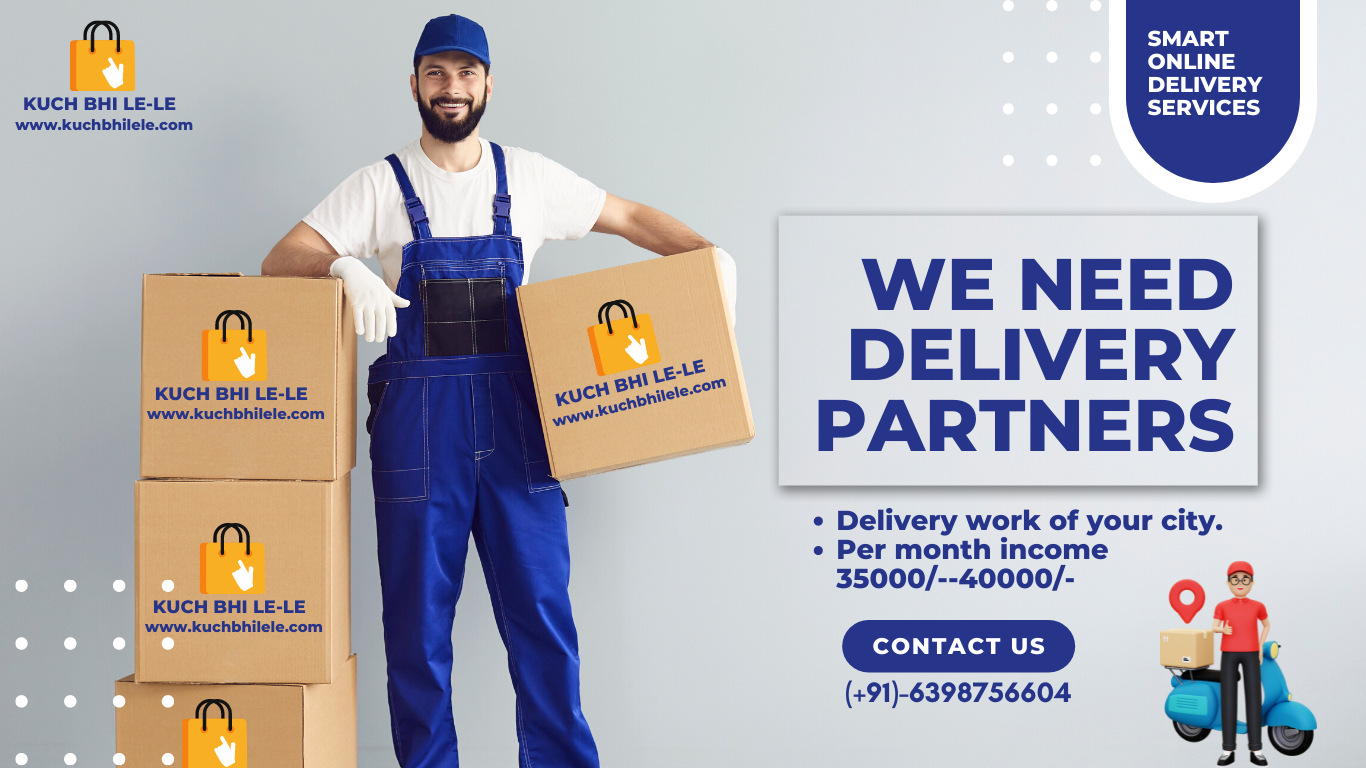 KUCH BHI LE-LE
www.kuchbhilele.com
SMART
ONLINE
DELIVERY
SERVICES
WE NEED
DELIVERY
PARTNERS
• Delivery work of your city.
• Per month income
35000/--40000/-
CONTACT US
(+91)-6398756604
KUCH BHI LE-LE
www.kuchbhilele.com
KUCH BHI LE-LE
www.kuchbhilele.com
KUCH BHI LE-LE
www.kuchbhilele.com